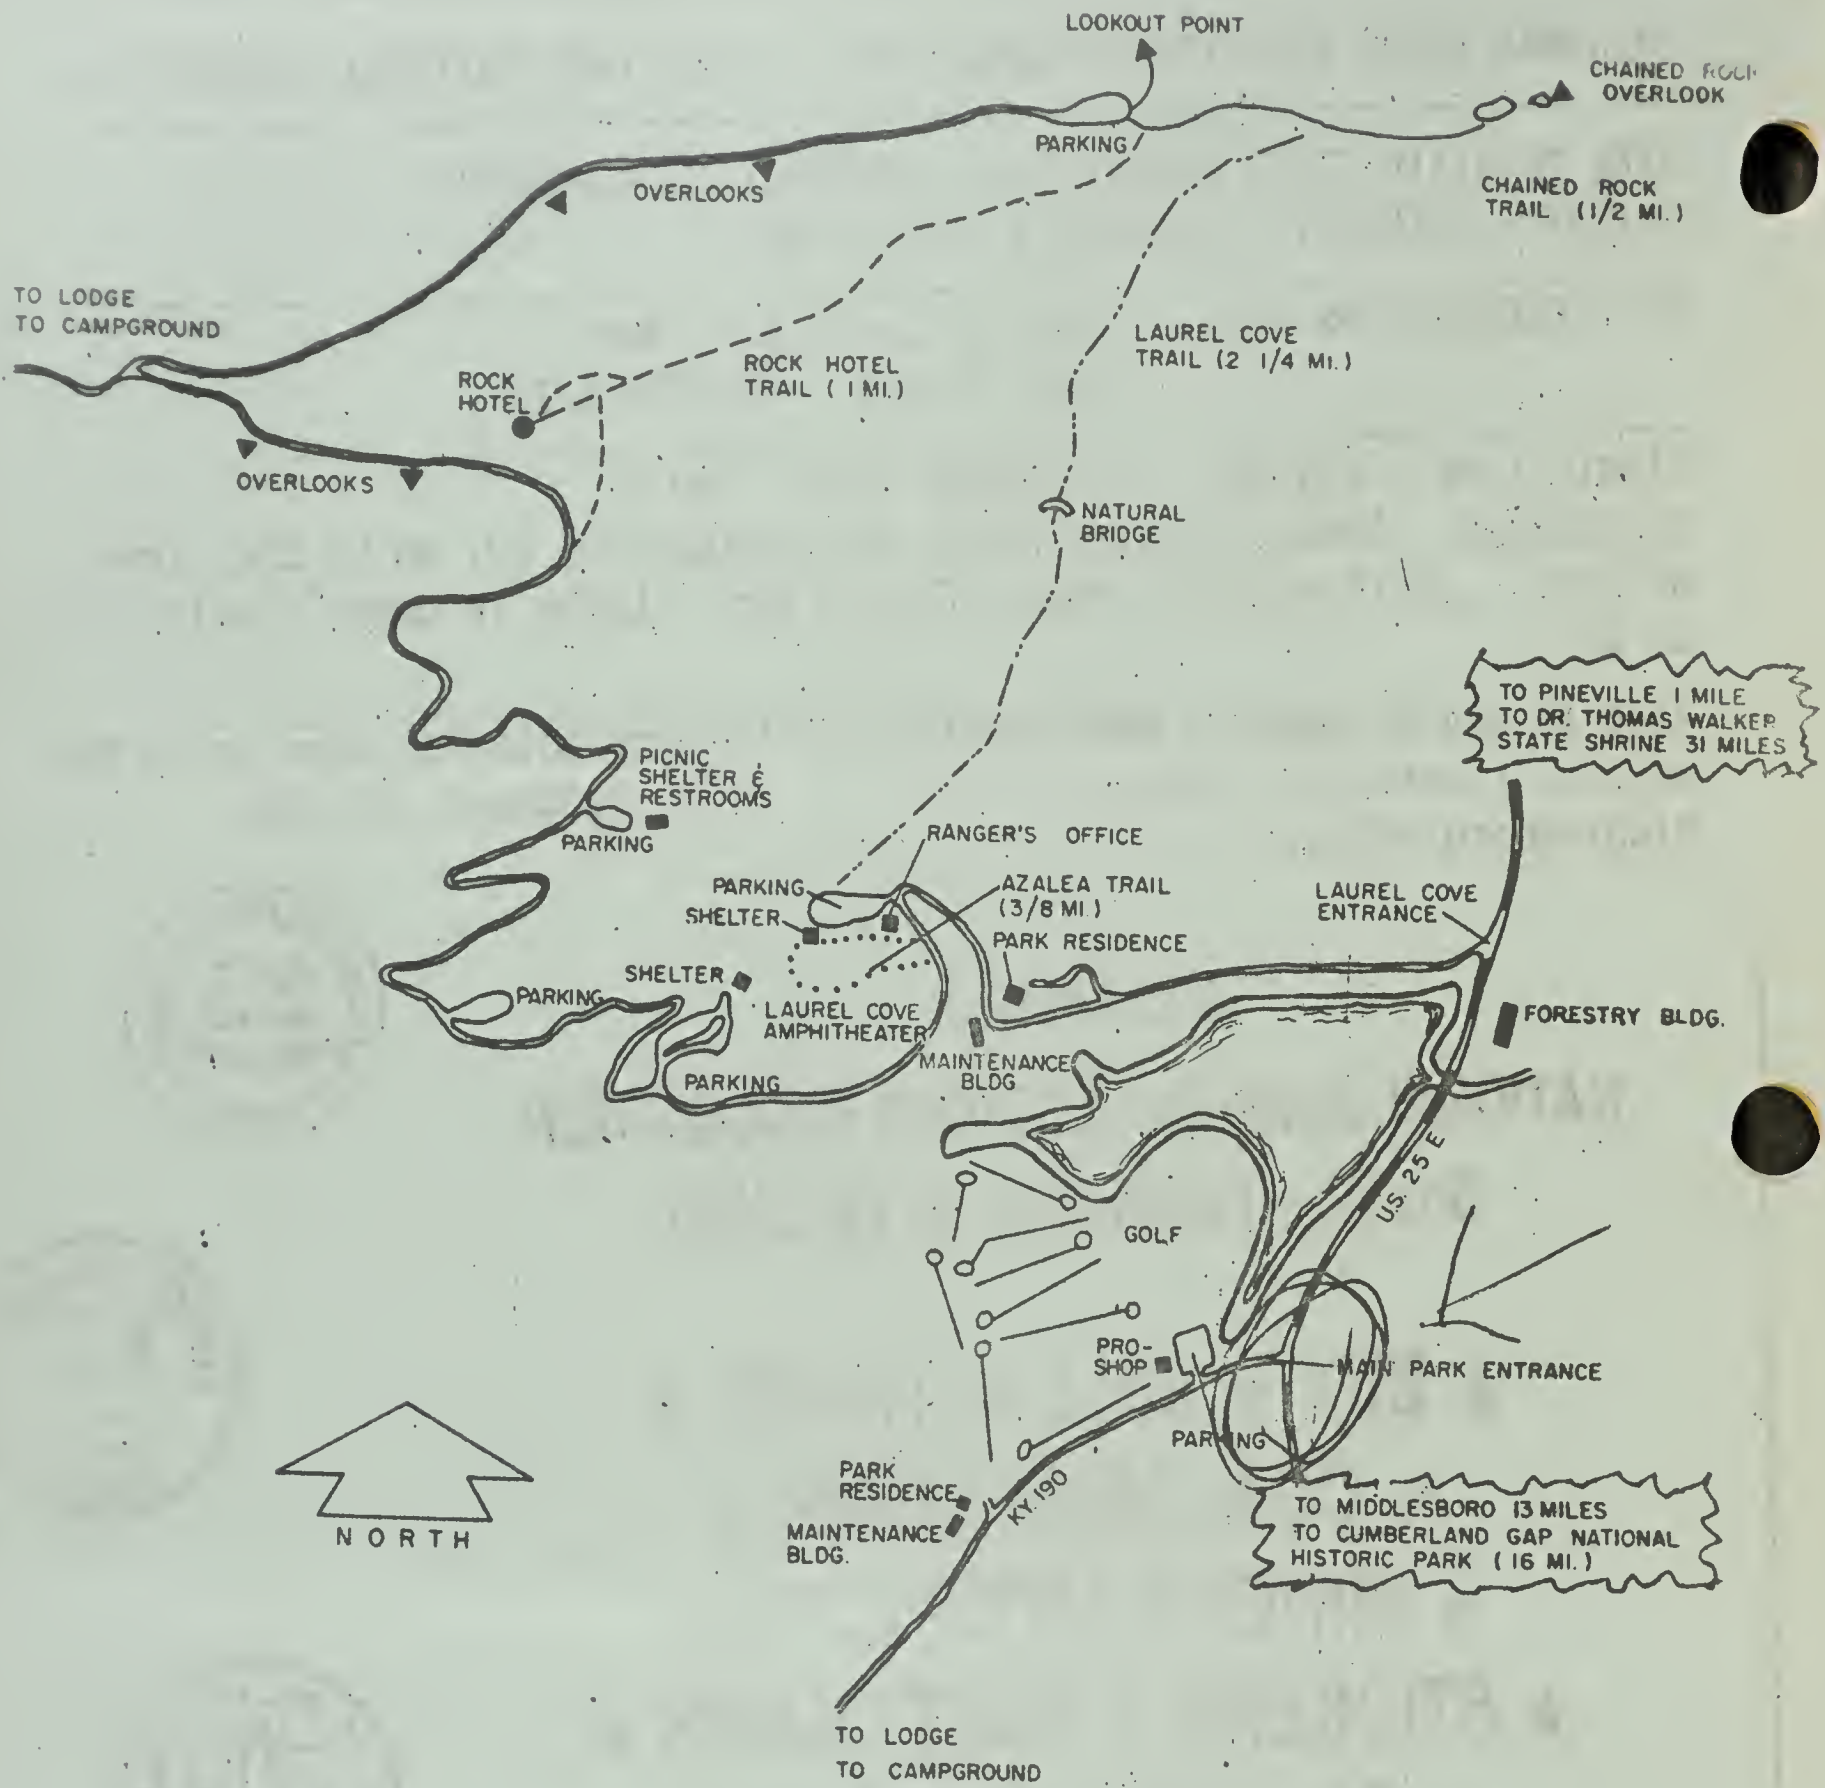 LOOKOUT POINT
CHAINED ROCK
OVERLOOK
PARKING
OVERLOOKS
CHAINED ROCK
TRAIL (1/2 MI.)
TO LODGE
TO CAMPGROUND
LAUREL COVE
TRAIL (2 1/4 MI.)
ROCK HOTEL
TRAIL ( 1 MI.)
ROCK
HOTEL
OVERLOOKS
NATURAL
BRIDGE
TO PINEVILLE 1 MILE
TO DR. THOMAS WALKER
STATE SHRINE 31 MILES
PICNIC
SHELTER &
RESTROOMS
PARKING
RANGER'S OFFICE
PARKING
AZALEA TRAIL
(3/8 MI.)
SHELTER
LAUREL COVE
ENTRANCE
PARK RESIDENCE
SHELTER
PARKING
LAUREL COVE
AMPHITHEATER
FORESTRY BLDG.
MAINTENANCE
BLDG
PARKING
U.S. 25 E
GOLF
PRO-
SHOP
MAIN PARK ENTRANCE
PARKING
PARK
RESIDENCE
KY. 190
MAINTENANCE
BLDG.
NORTH
TO MIDDLESBORO 13 MILES
TO CUMBERLAND GAP NATIONAL
HISTORIC PARK ( 16 MI.)
TO LODGE
TO CAMPGROUND